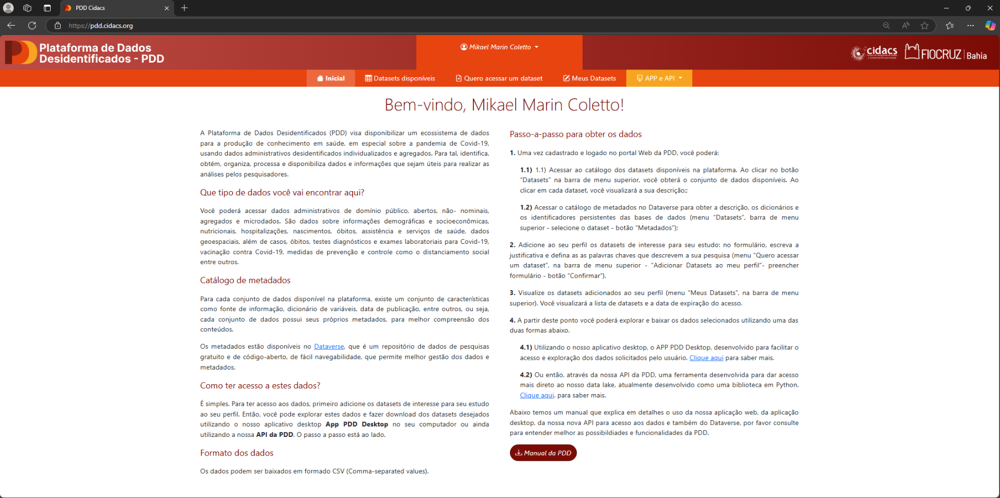 PDD Cidacs
https://pdd.cidacs.org
Plataforma de Dados
Desidentificados - PDD
Mikael Marin Coletto
cidacs
FIOCRUZ | Bahia
Inicial
Datasets disponíveis
Quero acessar um dataset
Meus Datasets
APP e API
Bem-vindo, Mikael Marin Coletto!
A Plataforma de Dados Desidentificados (PDD) visa disponibilizar um ecossistema de dados
para a produção de conhecimento em saúde, em especial sobre a pandemia de Covid-19,
usando dados administrativos desidentificados individualizados e agregados. Para tal, identifica,
obtém, organiza, processa e disponibiliza dados e informações que sejam úteis para realizar as
análises pelos pesquisadores.
Que tipo de dados você vai encontrar aqui?
Você poderá acessar dados administrativos de domínio público, abertos, não- nominais,
agregados e microdados. São dados sobre informações demográficas e socioeconômicas,
nutricionais, hospitalizações, nascimentos, óbitos, assistência e serviços de saúde, dados
geoespaciais, além de casos, óbitos, testes diagnósticos e exames laboratoriais para Covid-19,
vacinação contra Covid-19, medidas de prevenção e controle como o distanciamento social
entre outros.
Catálogo de metadados
Para cada conjunto de dados disponível na plataforma, existe um conjunto de características
como fonte de informação, dicionário de variáveis, data de publicação, entre outros, ou seja,
cada conjunto de dados possui seus próprios metadados, para melhor compreensão dos
conteúdos.
Os metadados estão disponíveis no Dataverse, que é um repositório de dados de pesquisas
gratuito e de código-aberto, de fácil navegabilidade, que permite melhor gestão dos dados e
metadados.
Como ter acesso a estes dados?
É simples. Para ter acesso aos dados, primeiro adicione os datasets de interesse para seu estudo
ao seu perfil. Então, você pode explorar estes dados e fazer download dos datasets desejados
utilizando o nosso aplicativo desktop App PDD Desktop no seu computador ou ainda
utilizando a nossa API da PDD. O passo a passo está ao lado.
Formato dos dados
Os dados podem ser baixados em formado CSV (Comma-separated values).
Passo-a-passo para obter os dados
1. Uma vez cadastrado e logado no portal Web da PDD, você poderá:
1.1) 1.1) Acessar ao catálogo dos datasets disponíveis na plataforma. Ao clicar no botão
“Datasets” na barra de menu superior, você obterá o conjunto de dados disponíveis. Ao
clicar em cada dataset, você visualizará a sua descrição;;
1.2) Acessar o catálogo de metadados no Dataverse para obter a descrição, os dicionários e
os identificadores persistentes das bases de dados (menu “Datasets”, barra de menu
superior - selecione o dataset - botão “Metadados”);
2. Adicione ao seu perfil os datasets de interesse para seu estudo: no formulário, escreva a
justificativa e defina as as palavras chaves que descrevem a sua pesquisa (menu “Quero acessar
um dataset”, na barra de menu superior - “Adicionar Datasets ao meu perfil”- preencher
formulário - botão “Confirmar”).
3. Visualize os datasets adicionados ao seu perfil (menu “Meus Datasets”, na barra de menu
superior). Você visualizará a lista de datasets e a data de expiração do acesso.
4. A partir deste ponto você poderá explorar e baixar os dados selecionados utilizando uma das
duas formas abaixo.
4.1) Utilizando o nosso aplicativo desktop, o APP PDD Desktop, desenvolvido para facilitar o
acesso e exploração dos dados solicitados pelo usuário. Clique aqui para saber mais.
4.2) Ou então, através da nossa API da PDD, uma ferramenta desenvolvida para dar acesso
mais direto ao nosso data lake, atualmente desenvolvido como uma biblioteca em Python.
Clique aqui. para saber mais.
Abaixo temos um manual que explica em detalhes o uso da nossa aplicação web, da aplicação
desktop, da nossa nova API para acesso aos dados e também do Dataverse, por favor consulte
para entender melhor as possibildiades e funcionalidades da PDD.
Manual da PDD